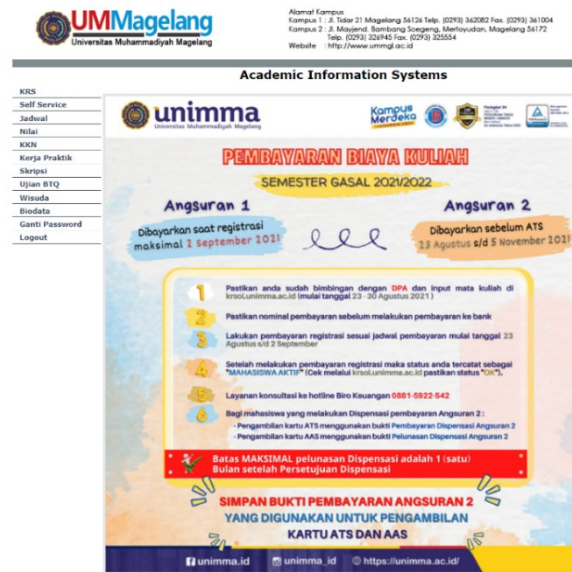 UMMagelang
Universitas Muhammadiyah Magelang
Alamat Kampus
Kampus 1 : Jl. Tidar 21 Magelang 56126 Telp. (0293) 362082 Fax. (0293) 361004
Kampus 2 : Jl. Mayjend. Bambang Soegeng, Mertoyudan, Magelang 56172
Telp. (0293) 326945 Fax. (0293) 325554
Website : http://www.ummgl.ac.id
Academic Information Systems
KRS
Self Service
Jadwal
Nilai
KKN
Kerja Praktik
Skripsi
Ujian BTQ
Wisuda
Biodata
Ganti Password
Logout
unimma
Universitas Muhammadiyah Magelang
Kampus
Merdeka
PEMBAYARAN BIAYA KULIAH
SEMESTER GASAL 2021/2022
Angsuran 1
Dibayarkan saat registrasi
maksimal 2 September 2021
Angsuran 2
Dibayarkan sebelum ATS
23 Agustus s/d 5 November 2021
1 Pastikan anda sudah bimbingan dengan DPA dan input mata kuliah di
krsol.unimma.ac.id (mulai tanggal 23 - 30 Agustus 2021 )
2 Pastikan nominal pembayaran sebelum melakukan pembayaran ke bank
3 Lakukan pembayaran registrasi sesuai jadwal pembayaran mulai tanggal 23
Agustus s/d 2 September
4 Setelah melakukan pembayaran registrasi maka status anda tercatat sebagai
"MAHASISWA AKTIF" (Cek melalui krsol.unimma.ac.id pastikan status "OK").
5 Layanan konsultasi ke hotline Biro Keuangan 0881-5922-542
6 Bagi mahasiswa yang melakukan Dispensasi pembayaran Angsuran 2 :
- Pengambilan kartu ATS menggunakan bukti Pembayaran Dispensasi Angsuran 2
- Pengambilan kartu AAS menggunakan bukti Pelunasan Dispensasi Angsuran 2
Batas MAKSIMAL pelunasan Dispensasi adalah 1 (satu)
Bulan setelah Persetujuan Dispensasi
SIMPAN BUKTI PEMBAYARAN ANGSURAN 2
YANG DIGUNAKAN UNTUK PENGAMBILAN
KARTU ATS DAN AAS
unimma.id unimma_id https://unimma.ac.id/